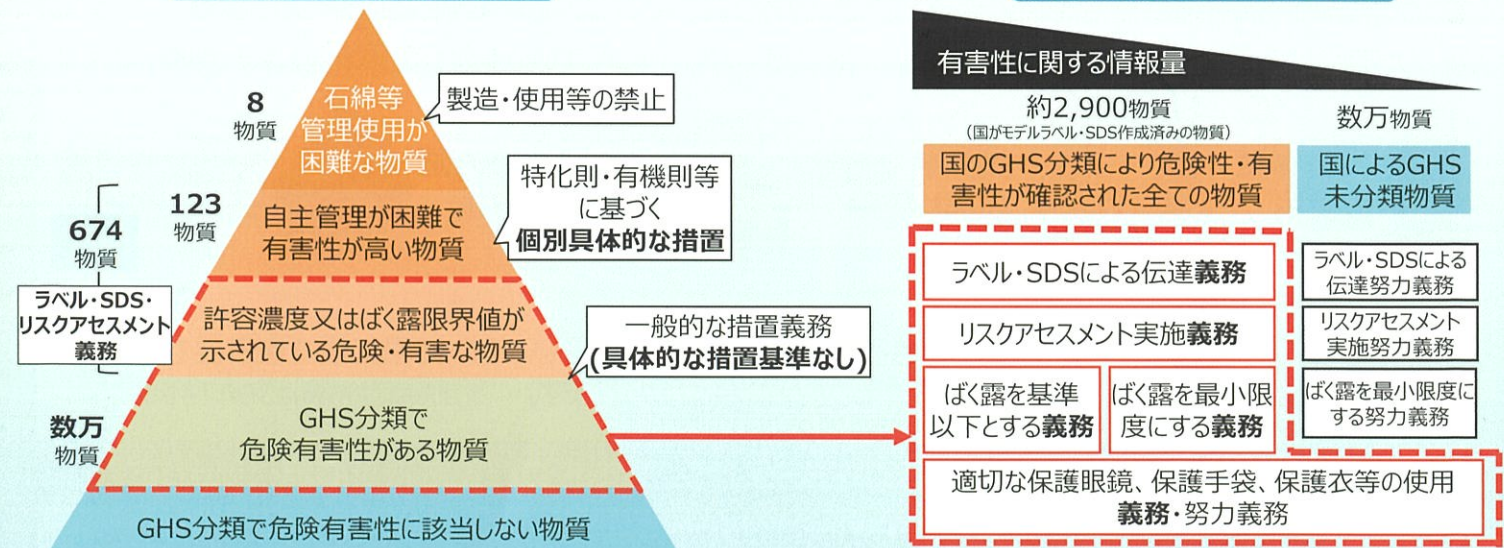 8
物質
石綿等
管理使用が
困難な物質
製造・使用等の禁止
123
物質
自主管理が困難で
有害性が高い物質
特化則・有機則等
に基づく
個別具体的な措置
674
物質
ラベル・SDS・
リスクアセスメント
義務
許容濃度又はばく露限界値が
示されている危険・有害な物質
一般的な措置義務
(具体的な措置基準なし)
数万
物質
GHS分類で
危険有害性がある物質
GHS分類で危険有害性に該当しない物質
有害性に関する情報量
約2,900物質
(国がモデルラベル・SDS作成済みの物質)
数万物質
国のGHS分類により危険性・有
害性が確認された全ての物質
国によるGHS
未分類物質
ラベル・SDSによる伝達義務
ラベル・SDSによる
伝達努力義務
リスクアセスメント実施義務
リスクアセスメント
実施努力義務
ばく露を基準
以下とする義務
ばく露を最小限
度にする義務
ばく露を最小限度に
する努力義務
適切な保護眼鏡、保護手袋、保護衣等の使用
義務・努力義務